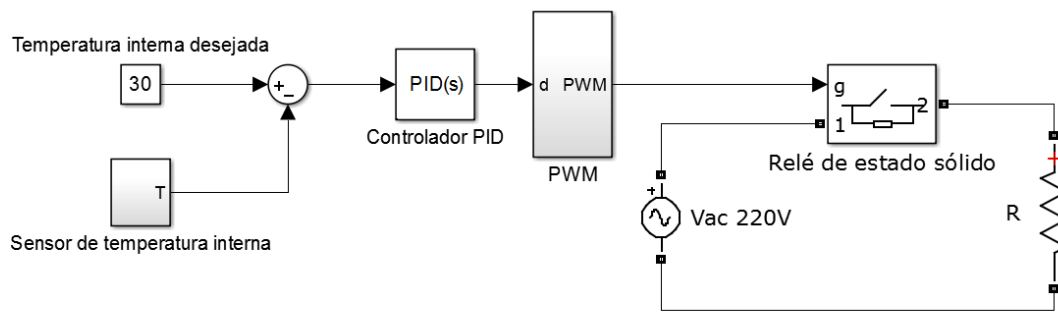 Temperatura interna desejada
30
+
−
PID(s)
Controlador PID
d PWM
PWM
T
Sensor de temperatura interna
g
1
2
Relé de estado sólido
+
Vac 220V
+
R